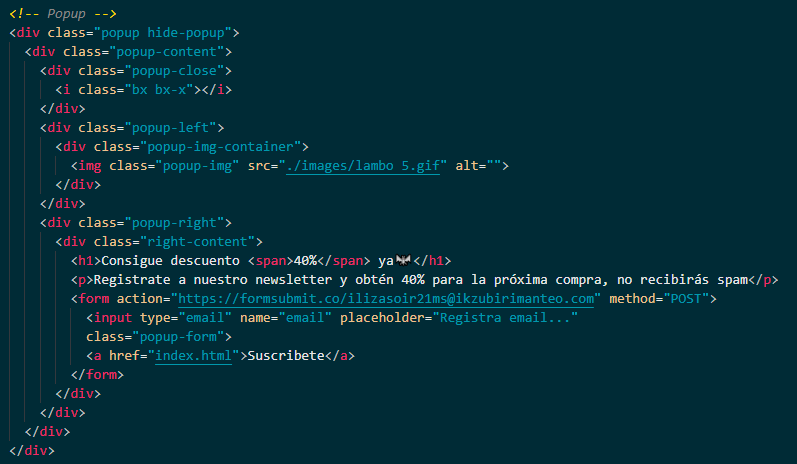 <!-- Popup -->
<div class="popup hide-popup">
<div class="popup-content">
<div class="popup-close">
<i class="bx bx-x"></i>
</div>
<div class="popup-left">
<div class="popup-img-container">
<img class="popup-img" src="./images/lambo 5.gif" alt="">
</div>
</div>
<div class="popup-right">
<div class="right-content">
<h1>Consigue descuento <span>40%</span> ya🦇</h1>
<p>Registrate a nuestro newsletter y obtén 40% para la próxima compra, no recibirás spam</p>
<form action="https://formsubmit.co/ilizasoir21ms@ikzubirimanteo.com" method="POST">
<input type="email" name="email" placeholder="Registra email..."
class="popup-form">
<a href="index.html">Suscribete</a>
</form>
</div>
</div>
</div>
</div>